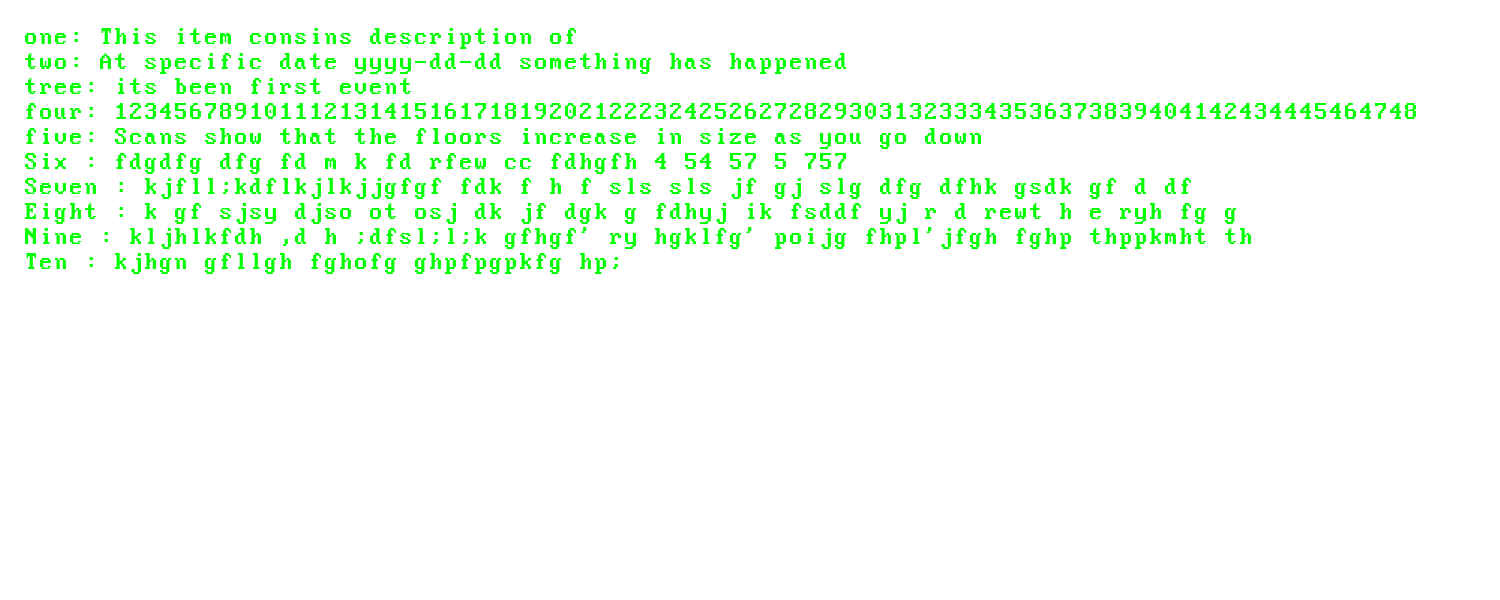 one: This item consins description of
two: At specific date yyyy-dd-dd something has happened
tree: its been first event
four: 123456789101112131415161718192021222324252627282930313233343536373839404142434445464748
five: Scans show that the floors increase in size as you go down
Six : fdgdfg dfg fd m k fd rfew cc fdhgfh 4 54 57 5 757
Seven : kjfll;kdflkjlkjjgfgf fdk f h f sls sls jf gj slg dfg dfhk gsdk gf d df
Eight : k gf sjsy djso ot osj dk jf dgk g fdhyj ik fsddf yj r d rewt h e ryh fg g
Nine : kljhlkfdh ,d h ;dfsl;l;k gfhgf' ry hgklfg' poijg fhpl'jfgh fghp thppkmht th
Ten : kjhgn gfllgh fghofg ghpfpgpkfg hp;